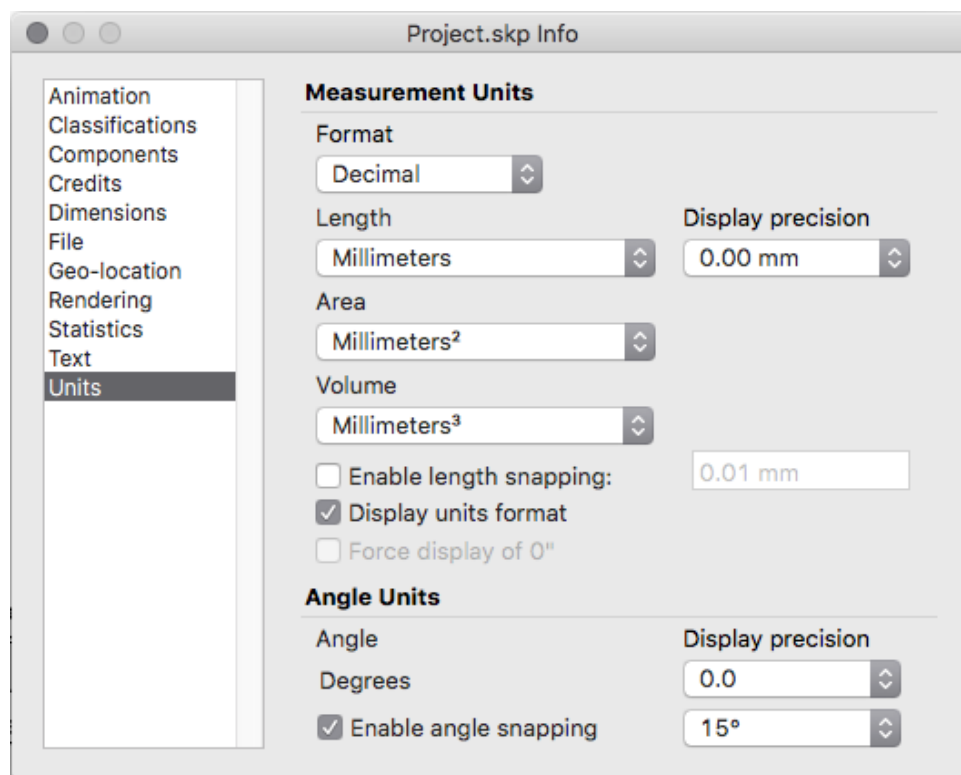 Project.skp Info
Animation
Classifications
Components
Credits
Dimensions
File
Geo-location
Rendering
Statistics
Text
Units
Measurement Units
Format
Decimal
Length Display precision
Millimeters 0.00 mm
Area
Millimeters²
Volume
Millimeters³
Enable length snapping: 0.01 mm
Display units format
Force display of 0"
Angle Units
Angle Display precision
Degrees 0.0
Enable angle snapping 15°